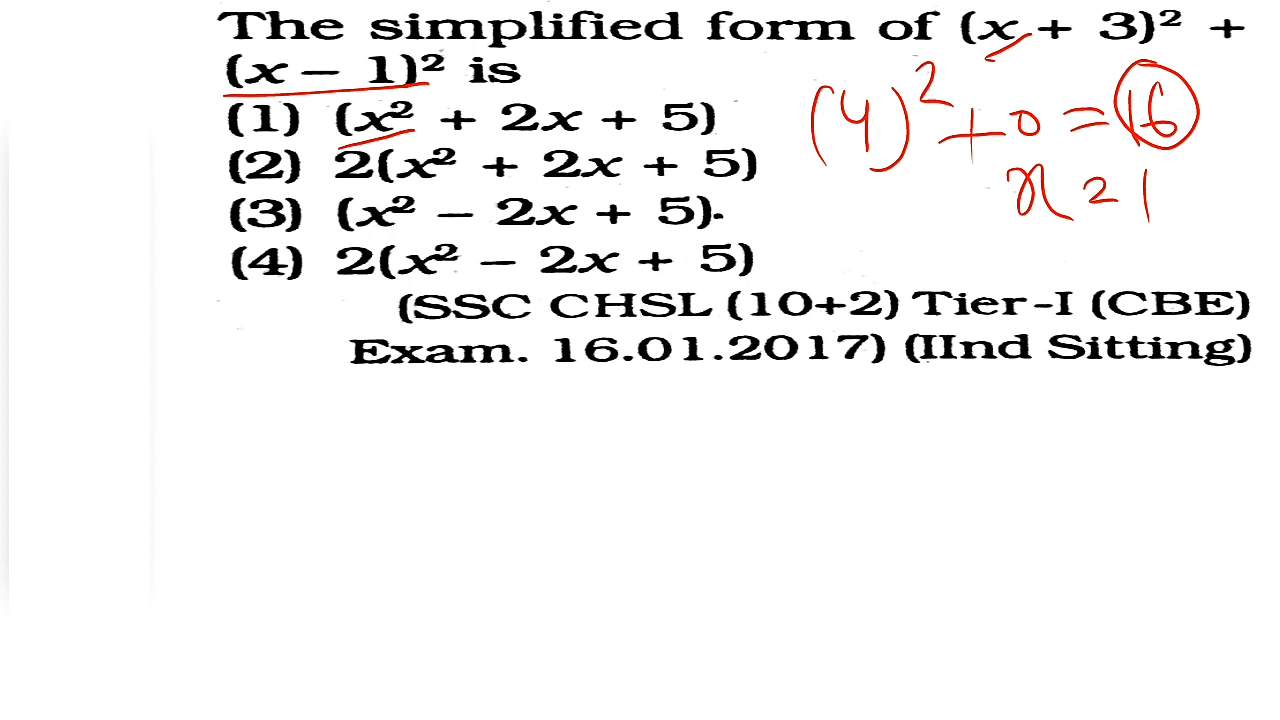 The simplified form of (x + 3)² +
(x – 1)² is
(1) (x² + 2x + 5)
(2) 2(x² + 2x + 5)
(3) (x² – 2x + 5).
(4) 2(x² – 2x + 5)
(SSC CHSL (10+2) Tier-I (CBE)
Exam. 16.01.2017) (IInd Sitting)
(4)² + 0 = 16
x = 1